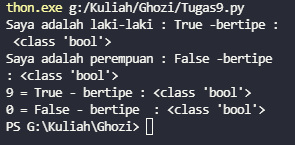 thon.exe g:/Kuliah/Ghozi/Tugas9.py
Saya adalah laki-laki : True -bertipe :
<class 'bool'>
Saya adalah perempuan : False -bertipe
: <class 'bool'>
9 = True - bertipe : <class 'bool'>
0 = False - bertipe  : <class 'bool'>
PS G:\Kuliah\Ghozi>